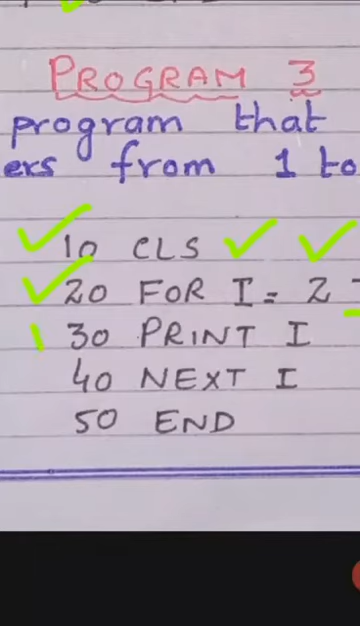 PROGRAM 3
program that
ers from 1 to
10 CLS
20 FOR I = 2
30 PRINT I
40 NEXT I
50 END